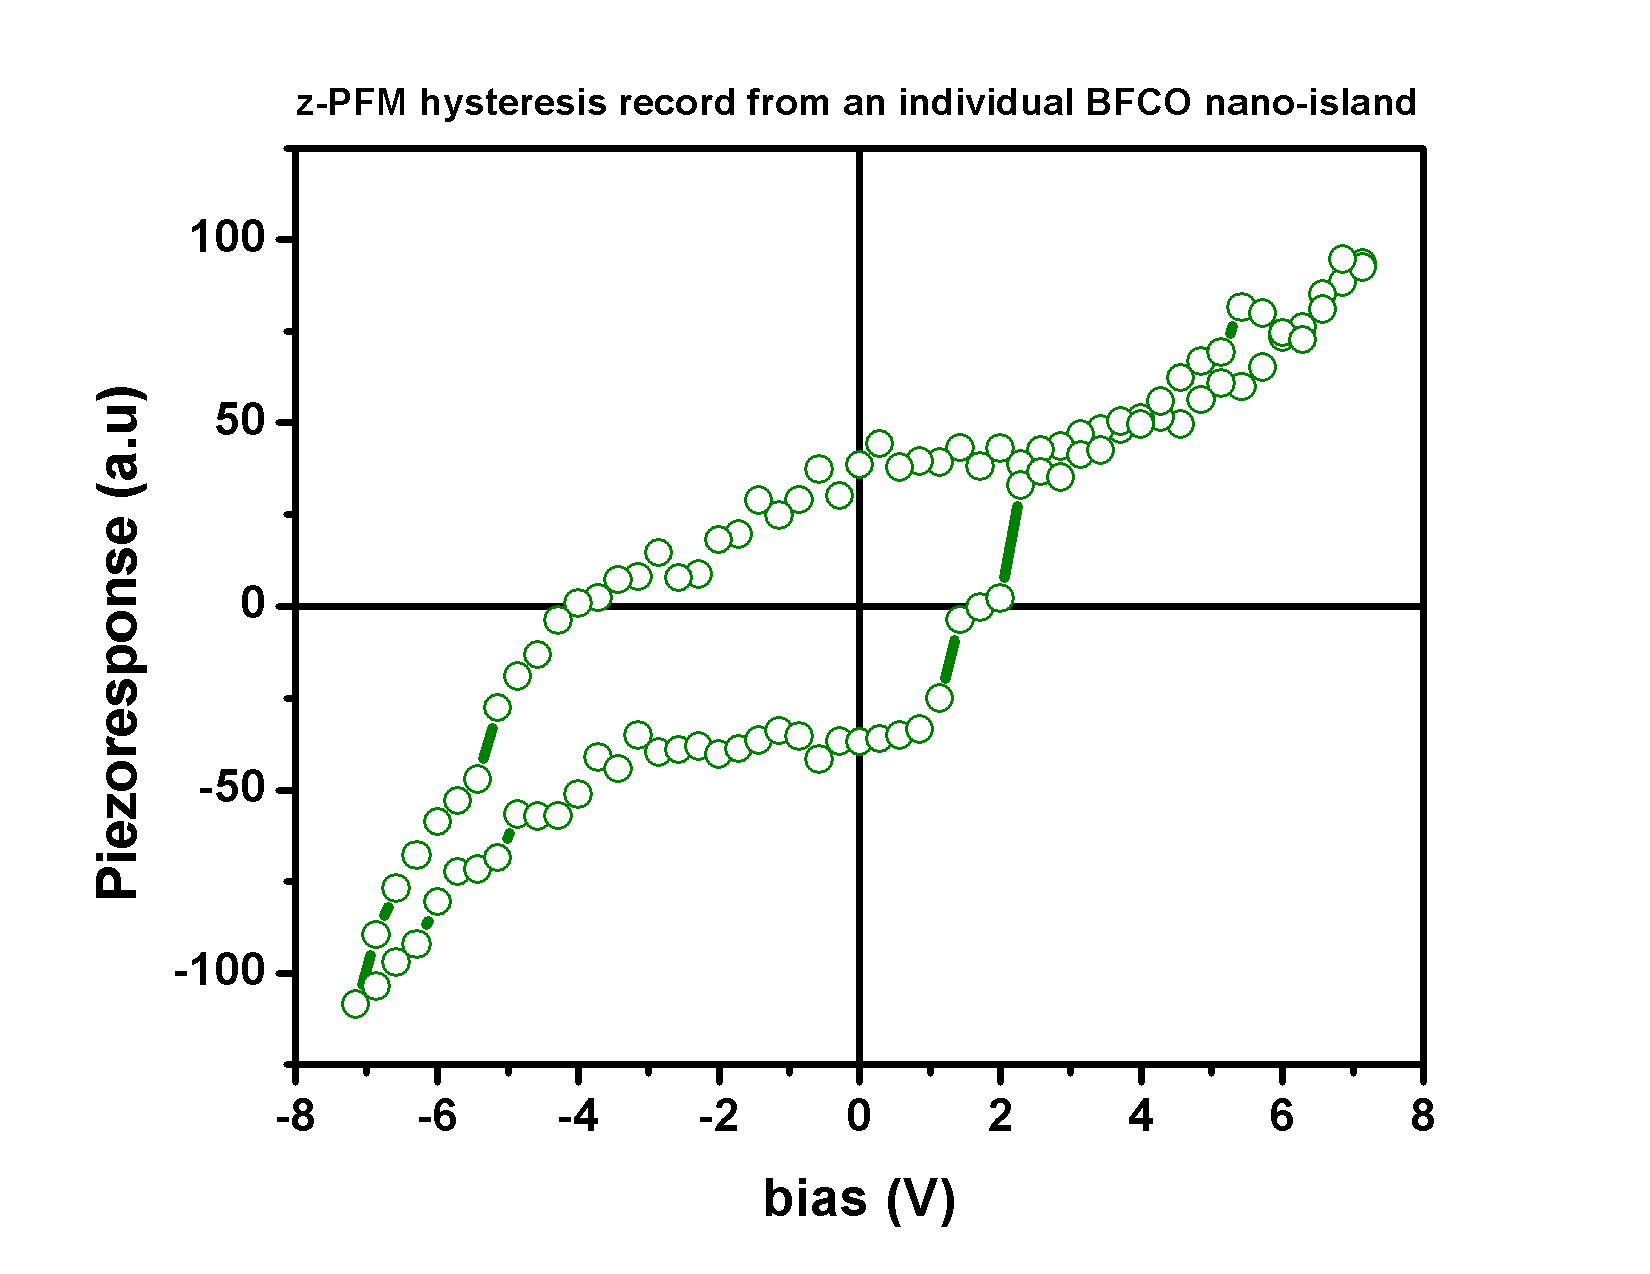 z-PFM hysteresis record from an individual BFCO nano-island
100
50
0
-50
-100
Piezoresponse (a.u)
-8 -6 -4 -2 0 2 4 6 8
bias (V)